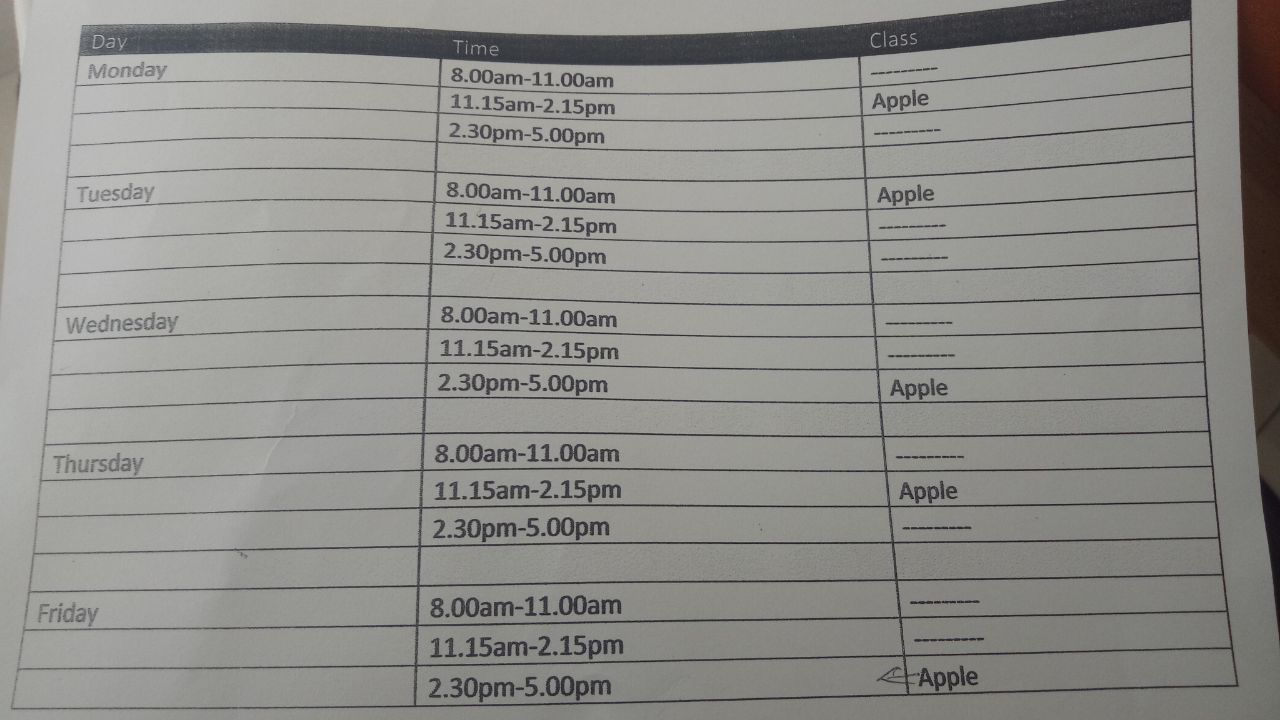 Day Time Class
Monday 8.00am-11.00am ---------
11.15am-2.15pm Apple
2.30pm-5.00pm ---------
Tuesday 8.00am-11.00am Apple
11.15am-2.15pm ---------
2.30pm-5.00pm ---------
Wednesday 8.00am-11.00am ---------
11.15am-2.15pm ---------
2.30pm-5.00pm Apple
Thursday 8.00am-11.00am ---------
11.15am-2.15pm Apple
2.30pm-5.00pm ---------
Friday 8.00am-11.00am ---------
11.15am-2.15pm ---------
2.30pm-5.00pm Apple